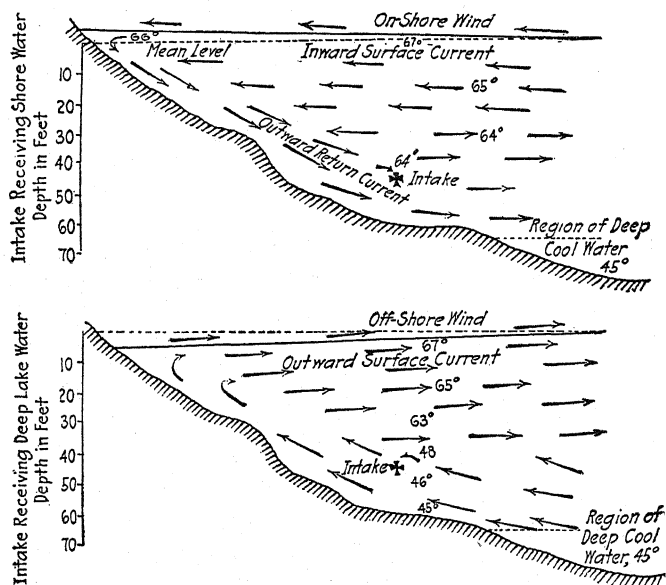 On-Shore Wind
66°
67°
Mean Level
Inward Surface Current
65°
64°
Outward Return Current
64°
Intake
Region of Deep
Cool Water
45°
Intake Receiving Shore Water
Depth in Feet
10
20
30
40
50
60
70
Off-Shore Wind
67°
Outward Surface Current
65°
63°
48
Intake
46°
45°
Region of
Deep Cool
Water, 45°
Intake Receiving Deep Lake Water
Depth in Feet
10
20
30
40
50
60
70